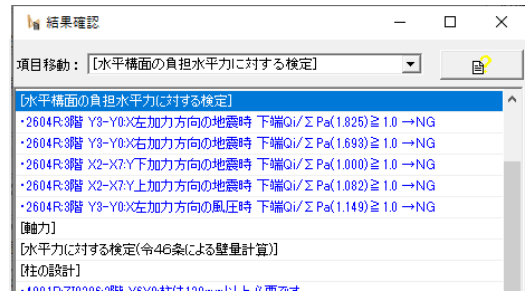 結果確認
項目移動： [水平構面の負担水平力に対する検定]
[水平構面の負担水平力に対する検定]
・2604R:3階 Y3-Y0:X左加力方向の地震時 下端Qi/ΣPa(1.825)≧1.0 →NG
・2604R:3階 Y3-Y0:X右加力方向の地震時 下端Qi/ΣPa(1.693)≧1.0 →NG
・2604R:3階 X2-X7:Y下加力方向の地震時 下端Qi/ΣPa(1.000)≧1.0 →NG
・2604R:3階 X2-X7:Y上加力方向の地震時 下端Qi/ΣPa(1.082)≧1.0 →NG
・2604R:3階 Y3-Y0:X左加力方向の風圧時 下端Qi/ΣPa(1.149)≧1.0 →NG
[軸力]
[水平力に対する検定(令46条による壁量計算)]
[柱の設計]